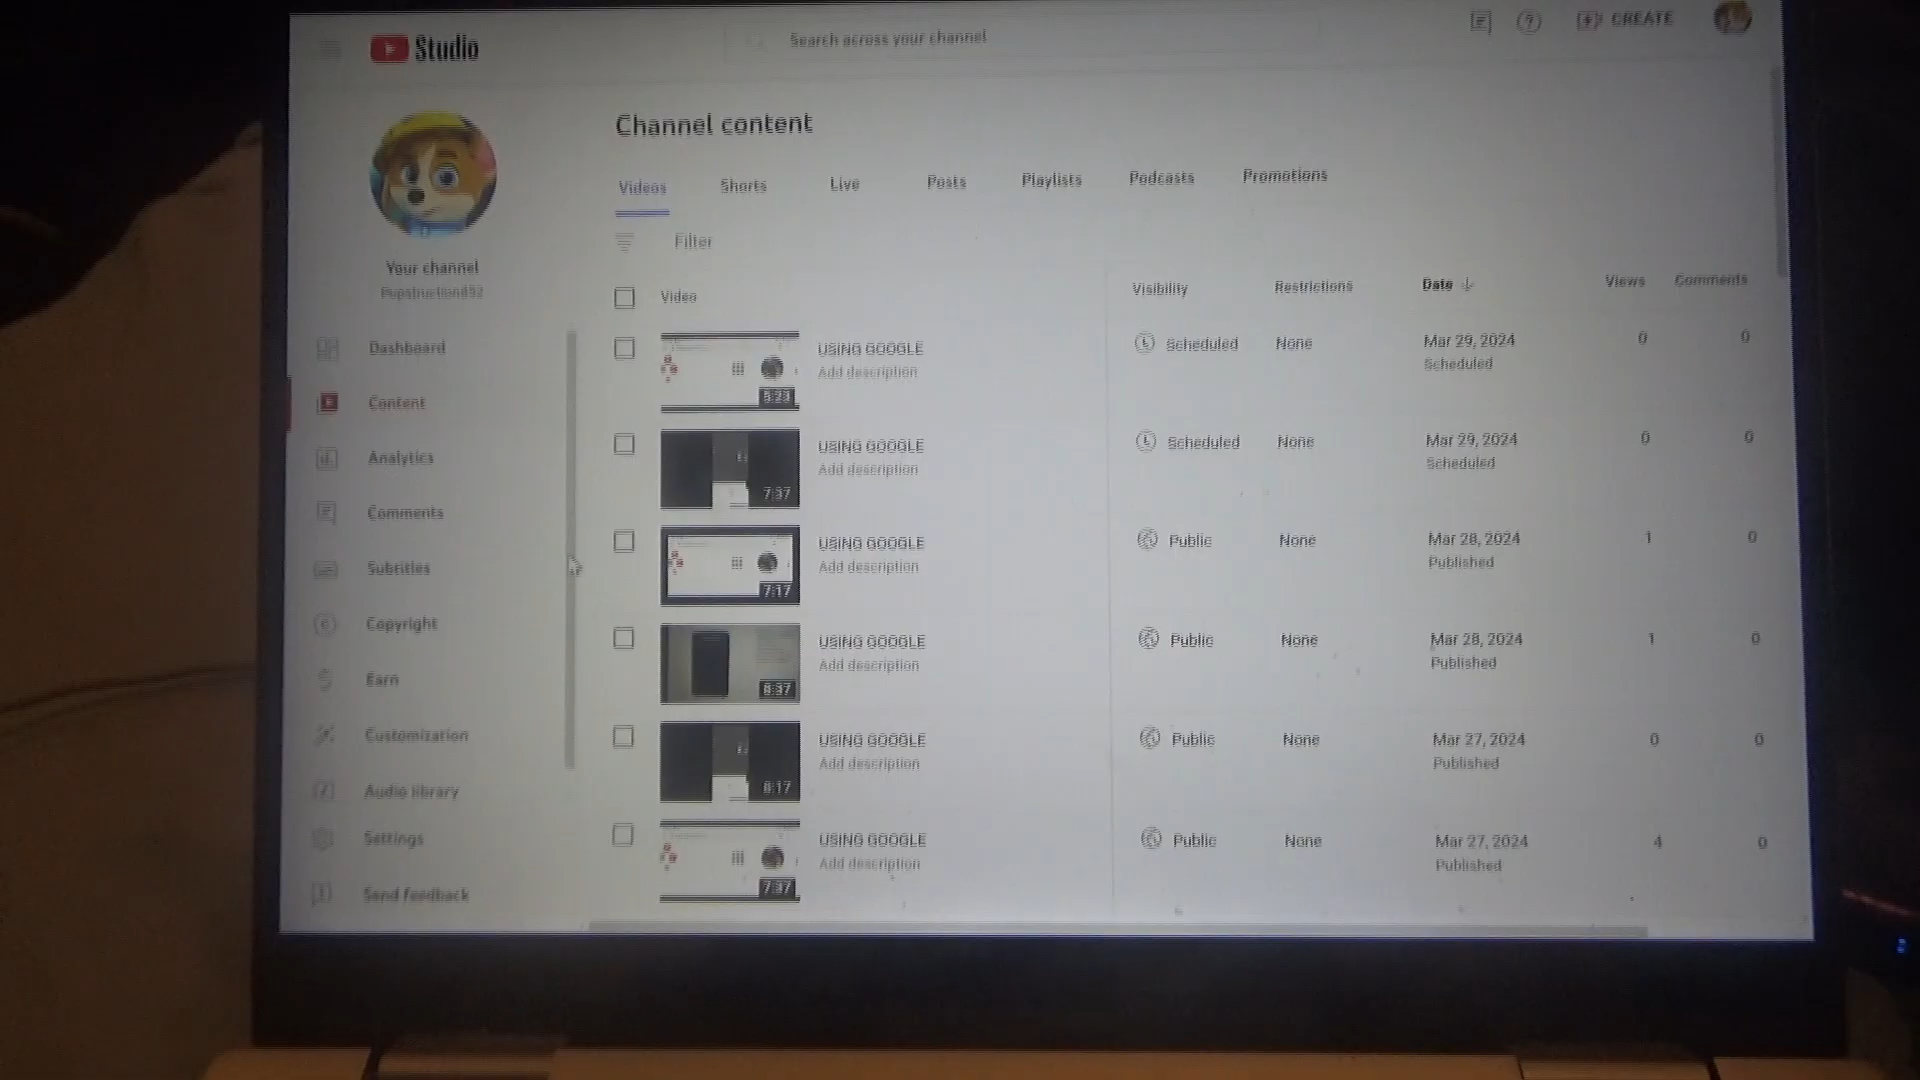 Studio
Search across your channel
CREATE
Channel content
Videos Shorts Live Posts Playlists Podcasts Promotions
Filter
Your channel
Video Visibility Restrictions Date Views Comments
Dashboard
Content
Analytics
Comments
Subtitles
Copyright
Earn
Customization
Audio library
Settings
Send feedback
USING GOOGLE Scheduled None Mar 29, 2024 0 0
Add description Scheduled
USING GOOGLE Scheduled None Mar 29, 2024 0 0
Add description Scheduled
7:37
USING GOOGLE Public None Mar 28, 2024 1 0
Add description Published
7:17
USING GOOGLE Public None Mar 28, 2024 1 0
Add description Published
USING GOOGLE Public None Mar 27, 2024 0 0
Add description Published
USING GOOGLE Public None Mar 27, 2024 4 0
Add description Published
7:37